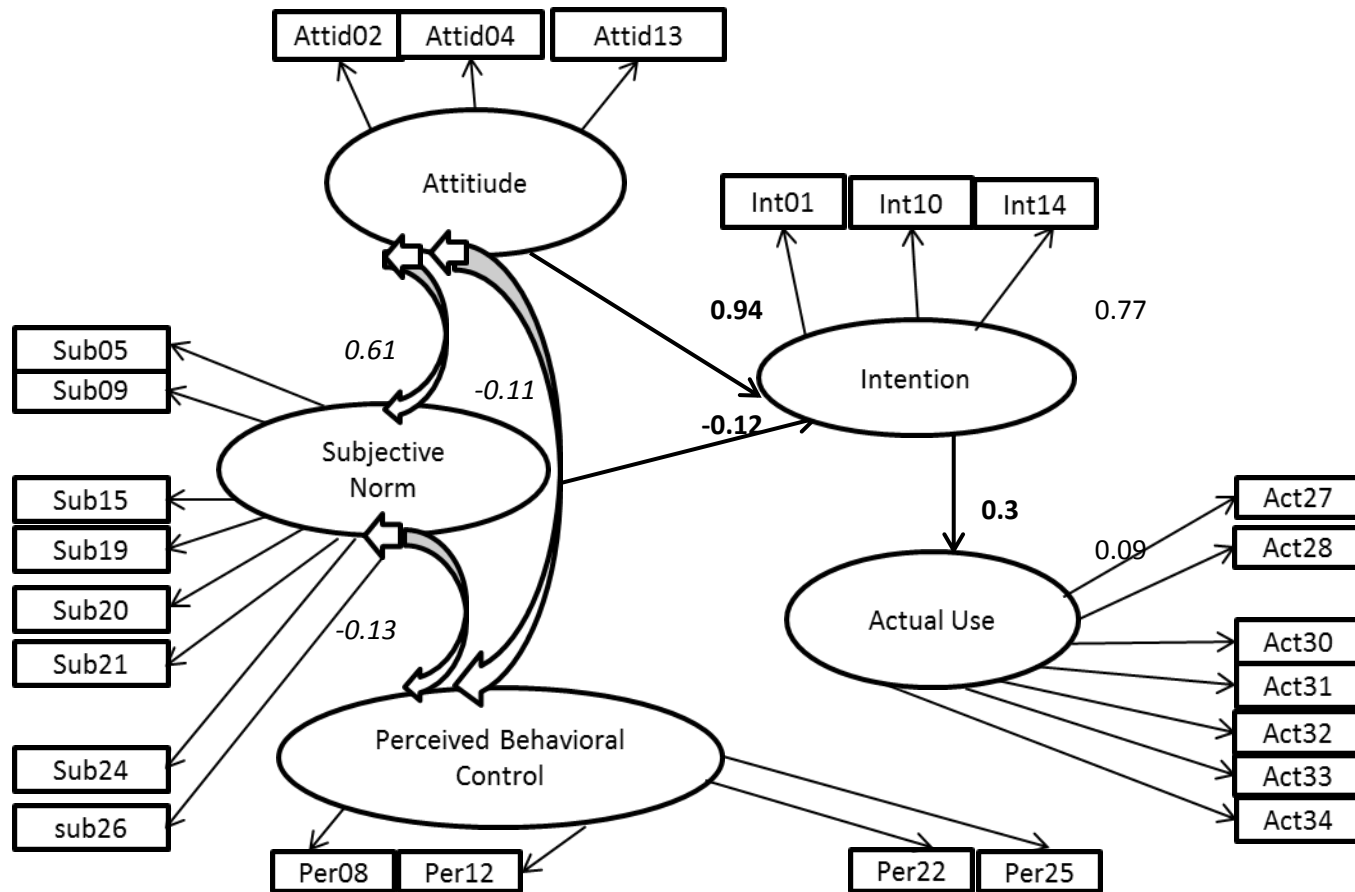 Attid02
Attid04
Attid13
Attitiude
Int01
Int10
Int14
0.94
0.77
0.61
-0.11
Sub05
Sub09
Intention
-0.12
Subjective
Norm
Sub15
Sub19
Sub20
Sub21
Sub24
sub26
0.3
0.09
Act27
Act28
Actual Use
Act30
Act31
Act32
Act33
Act34
-0.13
Perceived Behavioral
Control
Per08
Per12
Per22
Per25